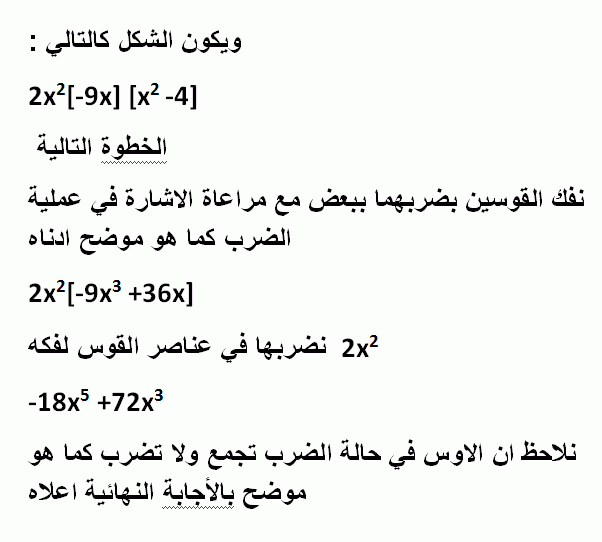 ويكون الشكل كالتالي :
2x²[-9x] [x² -4]
الخطوة التالية
نفك القوسين بضربهما ببعض مع مراعاة الاشارة في عملية
الضرب كما هو موضح ادناه
2x²[-9x³ +36x]
2x² نضربها في عناصر القوس لفكه
-18x⁵ +72x³
نلاحظ ان الاوس في حالة الضرب تجمع ولا تضرب كما هو
موضح بالأجابة النهائية اعلاه